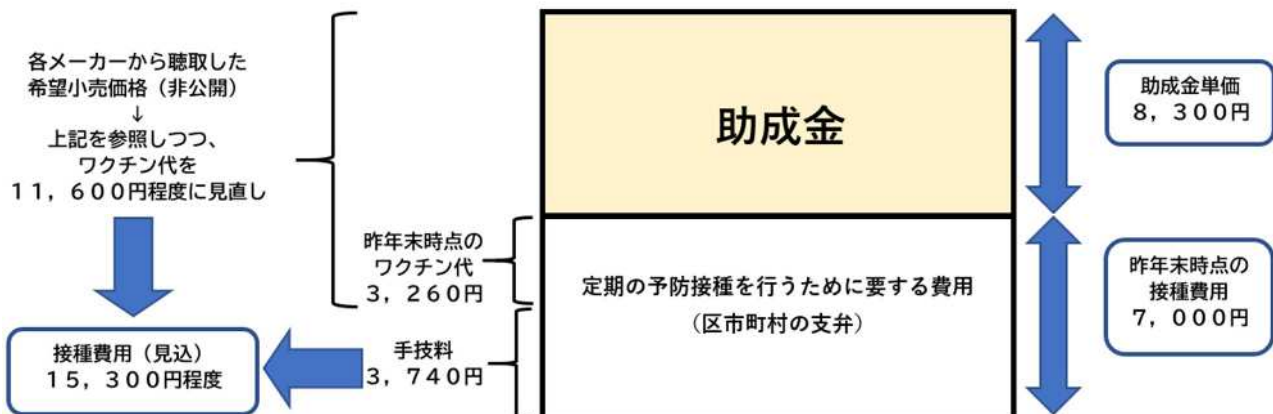 各メーカーから聴取した
希望小売価格（非公開）
↓
上記を参照しつつ、
ワクチン代を
１１，６００円程度に見直し
接種費用（見込）
１５，３００円程度
昨年末時点の
ワクチン代
３，２６０円
手技料
３，７４０円
助成金
定期の予防接種を行うために要する費用
（区市町村の支弁）
助成金単価
８，３００円
昨年末時点の
接種費用
７，０００円